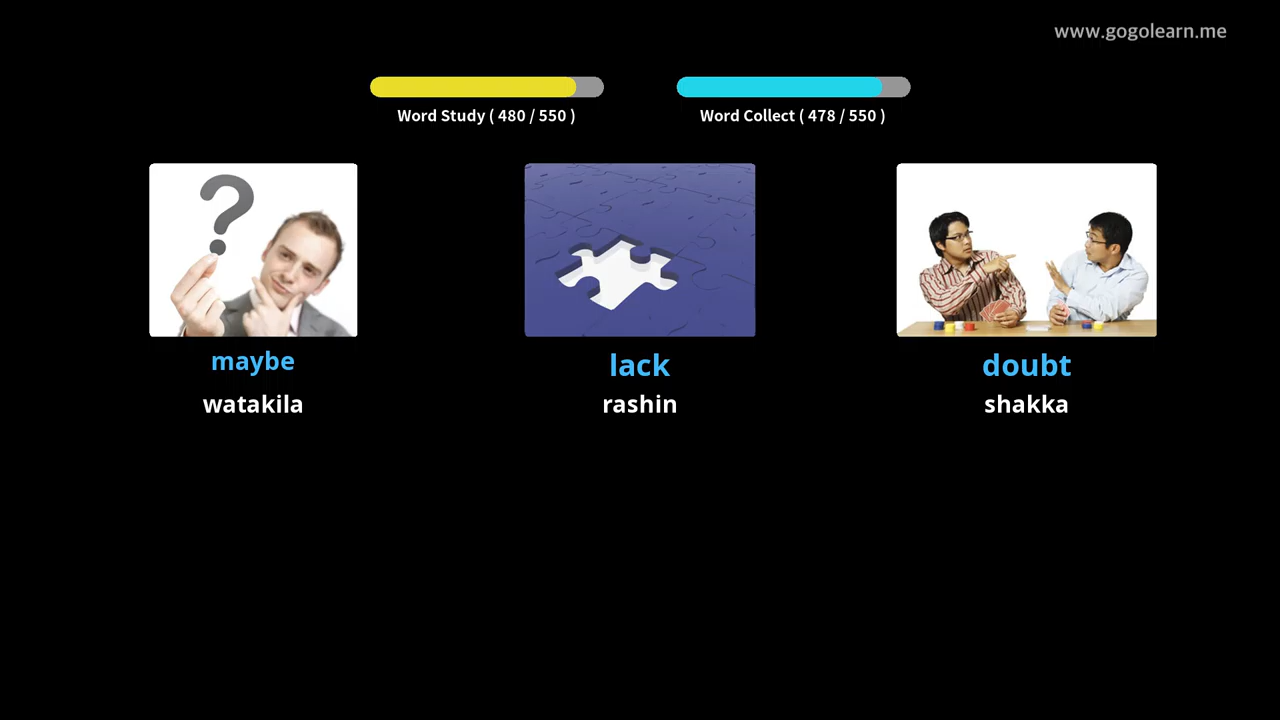 www.gogolearn.me
Word Study ( 480 / 550 )
Word Collect ( 478 / 550 )
maybe
lack
doubt
watakila
rashin
shakka